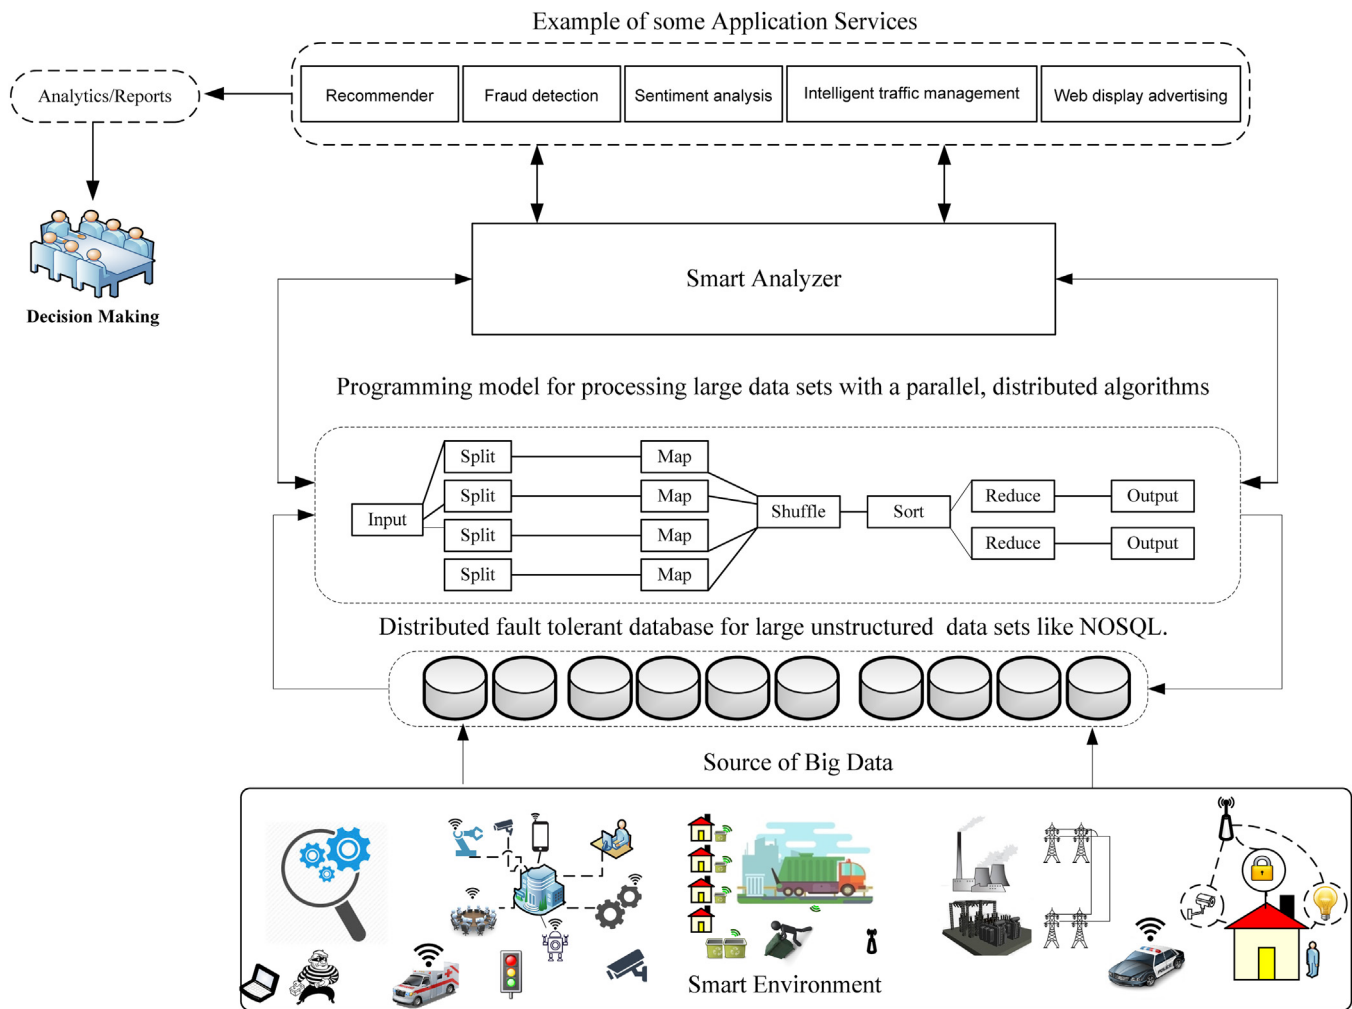 Example of some Application Services
Analytics/Reports
Recommender
Fraud detection
Sentiment analysis
Intelligent traffic management
Web display advertising
Decision Making
Smart Analyzer
Programming model for processing large data sets with a parallel, distributed algorithms
Split
Map
Split
Map
Reduce
Output
Input
Shuffle
Sort
Split
Map
Reduce
Output
Split
Map
Distributed fault tolerant database for large unstructured data sets like NOSQL.
Source of Big Data
Smart Environment